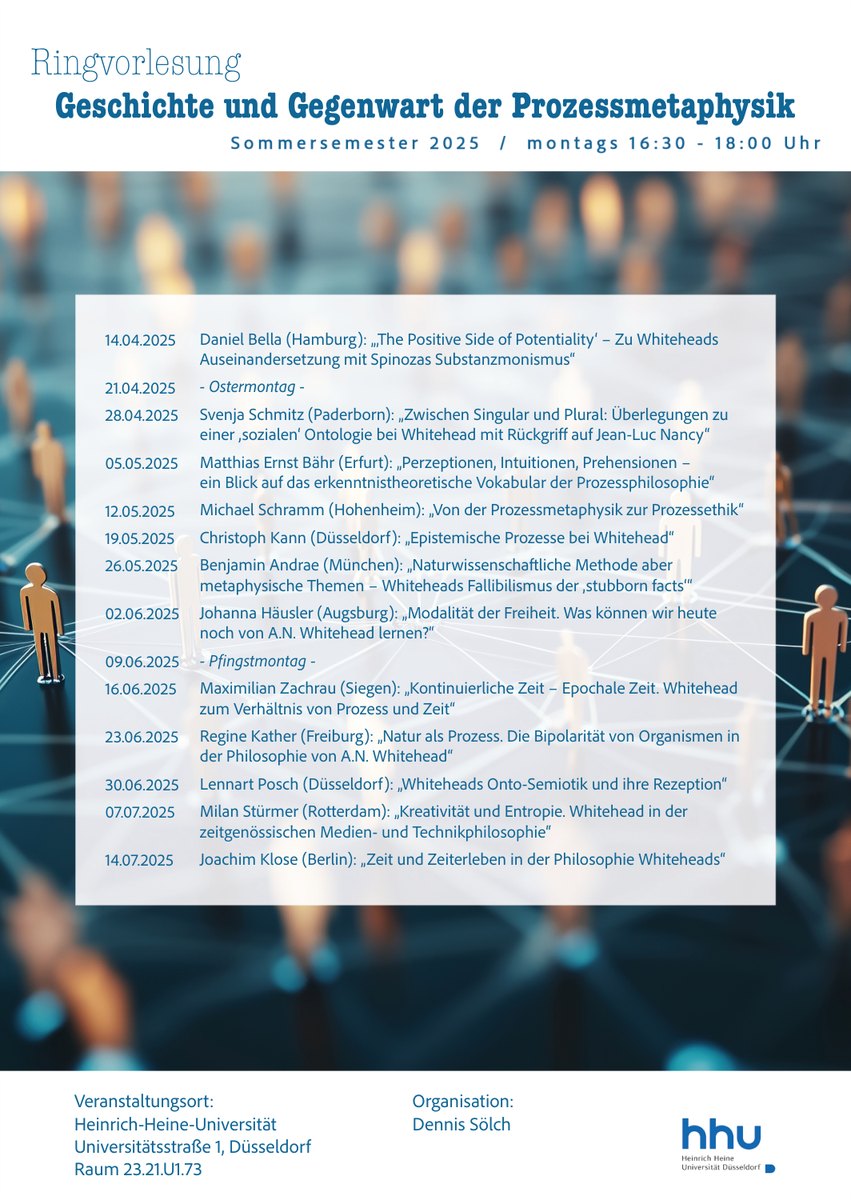 Ringvorlesung
Geschichte und Gegenwart der Prozessmetaphysik
Sommersemester 2025 / montags 16:30 - 18:00 Uhr
14.04.2025 Daniel Bella (Hamburg): „‚The Positive Side of Potentiality‘ – Zu Whiteheads
Auseinandersetzung mit Spinozas Substanzmonismus“
21.04.2025 - Ostermontag -
28.04.2025 Svenja Schmitz (Paderborn): „Zwischen Singular und Plural: Überlegungen zu
einer ‚sozialen‘ Ontologie bei Whitehead mit Rückgriff auf Jean-Luc Nancy“
05.05.2025 Matthias Ernst Bähr (Erfurt): „Perzeptionen, Intuitionen, Prehensionen –
ein Blick auf das erkenntnistheoretische Vokabular der Prozessphilosophie“
12.05.2025 Michael Schramm (Hohenheim): „Von der Prozessmetaphysik zur Prozessethik“
19.05.2025 Christoph Kann (Düsseldorf): „Epistemische Prozesse bei Whitehead“
26.05.2025 Benjamin Andrae (München): „Naturwissenschaftliche Methode aber
metaphysische Themen – Whiteheads Fallibilismus der ‚stubborn facts‘“
02.06.2025 Johanna Häusler (Augsburg): „Modalität der Freiheit. Was können wir heute
noch von A.N. Whitehead lernen?“
09.06.2025 - Pfingstmontag -
16.06.2025 Maximilian Zachrau (Siegen): „Kontinuierliche Zeit – Epochale Zeit. Whitehead
zum Verhältnis von Prozess und Zeit“
23.06.2025 Regine Kather (Freiburg): „Natur als Prozess. Die Bipolarität von Organismen in
der Philosophie von A.N. Whitehead“
30.06.2025 Lennart Posch (Düsseldorf): „Whiteheads Onto-Semiotik und ihre Rezeption“
07.07.2025 Milan Stürmer (Rotterdam): „Kreativität und Entropie. Whitehead in der
zeitgenössischen Medien- und Technikphilosophie“
14.07.2025 Joachim Klose (Berlin): „Zeit und Zeiterleben in der Philosophie Whiteheads“
Veranstaltungsort:
Heinrich-Heine-Universität
Universitätsstraße 1, Düsseldorf
Raum 23.21.U1.73
Organisation:
Dennis Sölch
hhu
Heinrich Heine
Universität Düsseldorf